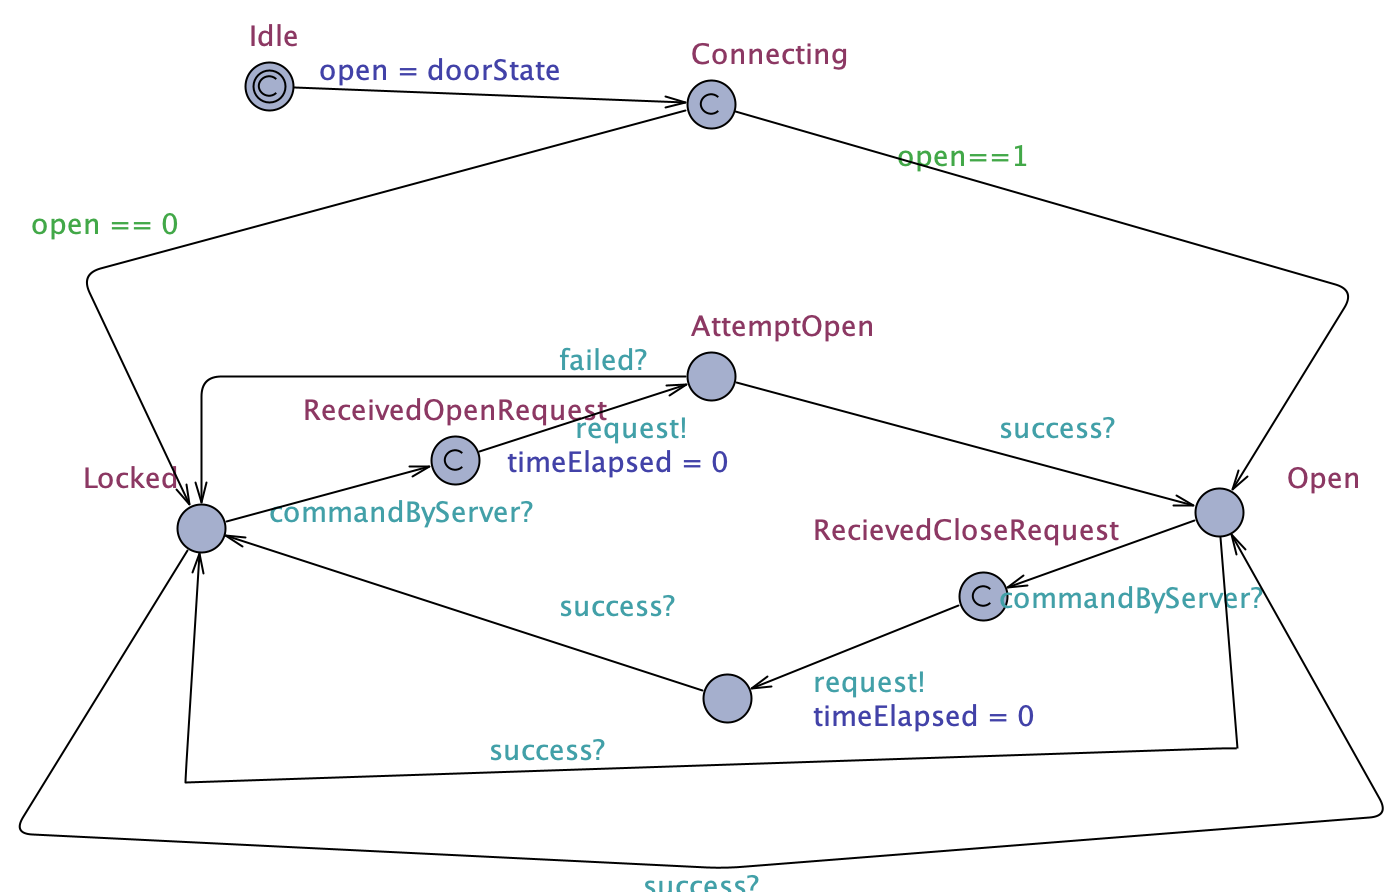 Idle
Connecting
open = doorState
open==1
open == 0
AttemptOpen
failed?
ReceivedOpenRequest
request!
success?
timeElapsed = 0
Locked
Open
commandByServer?
RecievedCloseRequest
commandByServer?
success?
request!
timeElapsed = 0
success?
success?
C
C
C
C